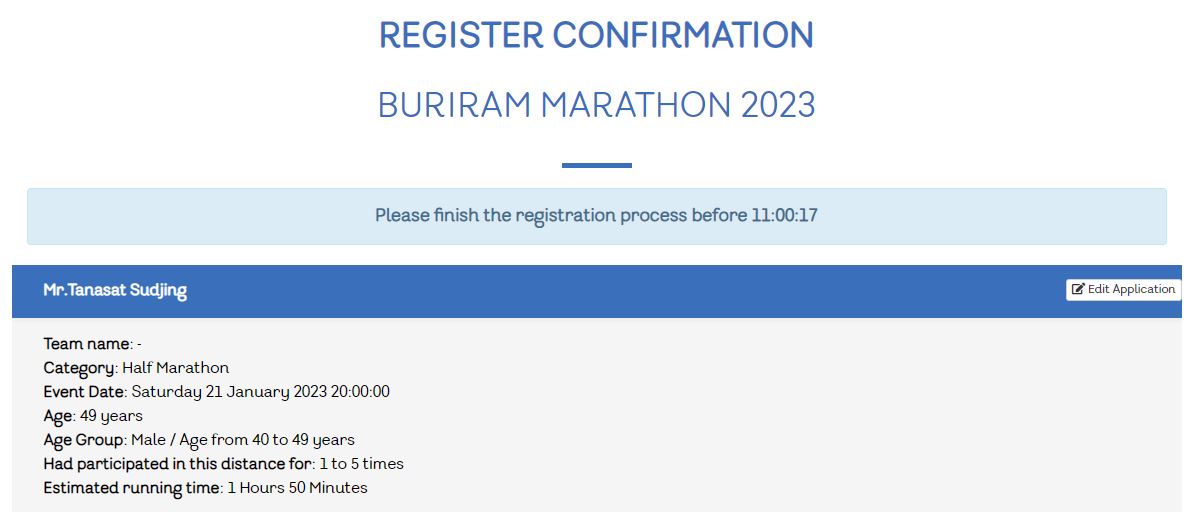 REGISTER CONFIRMATION
BURIRAM MARATHON 2023
Please finish the registration process before 11:00:17
Mr.Tanasat Sudjing
Edit Application
Team name: -
Category: Half Marathon
Event Date: Saturday 21 January 2023 20:00:00
Age: 49 years
Age Group: Male / Age from 40 to 49 years
Had participated in this distance for: 1 to 5 times
Estimated running time: 1 Hours 50 Minutes